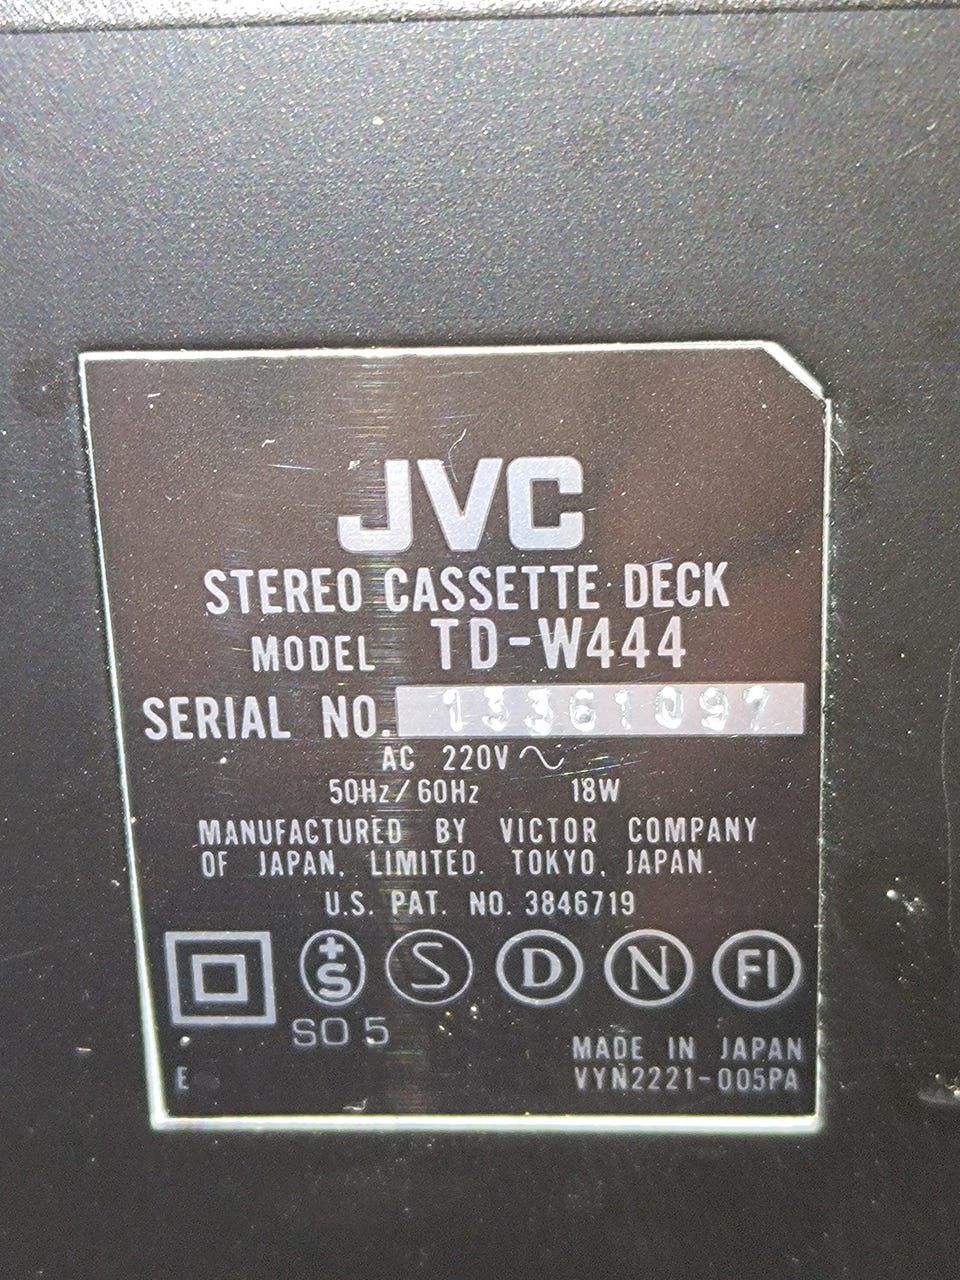 JVC
STEREO CASSETTE DECK
MODEL TD-W444
SERIAL NO. 13361097
AC 220V ~
50Hz/60Hz 18W
MANUFACTURED BY VICTOR COMPANY
OF JAPAN, LIMITED. TOKYO, JAPAN.
U.S. PAT. NO. 3846719
+S S D N FI
SO 5
MADE IN JAPAN
E VYN2221-005PA